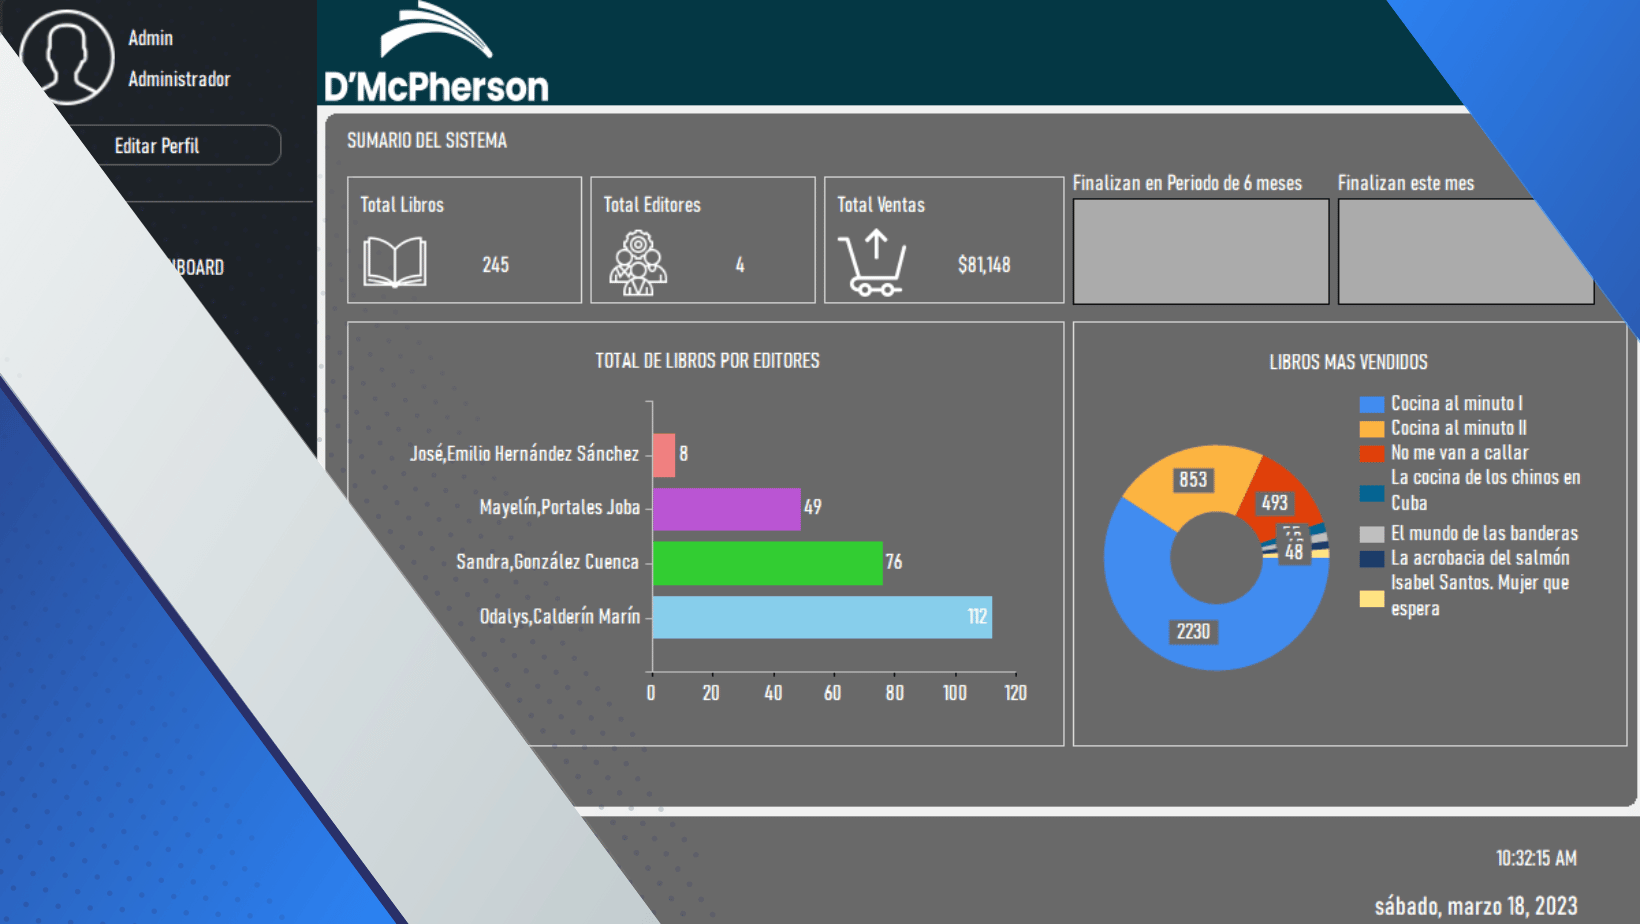 Admin
Administrador
Editar Perfil
BOARD
D'McPherson
SUMARIO DEL SISTEMA
Total Libros
245
Total Editores
4
Total Ventas
$81,148
Finalizan en Periodo de 6 meses
Finalizan este mes
TOTAL DE LIBROS POR EDITORES
José,Emilio Hernández Sánchez
8
Mayelín,Portales Joba
49
Sandra,González Cuenca
76
Odalys,Calderín Marín
112
0 20 40 60 80 100 120
LIBROS MAS VENDIDOS
Cocina al minuto I
Cocina al minuto II
No me van a callar
La cocina de los chinos en
Cuba
El mundo de las banderas
La acrobacia del salmón
Isabel Santos. Mujer que
espera
853
493
48
2230
10:32:15 AM
sábado, marzo 18, 2023